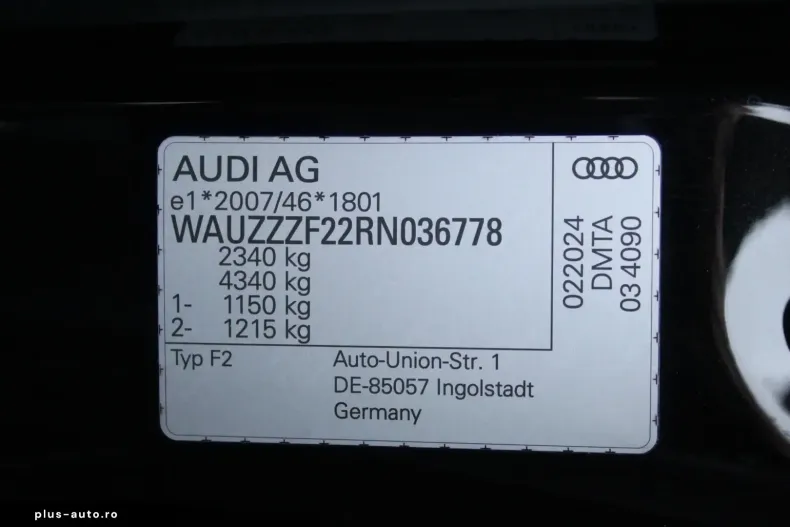 AUDI AG
e1*2007/46*1801
WAUZZZF22RN036778
2340 kg
4340 kg
1- 1150 kg
2- 1215 kg
Typ F2
Auto-Union-Str. 1
DE-85057 Ingolstadt
Germany
022024
DMTA
03 4090
plus-auto.ro